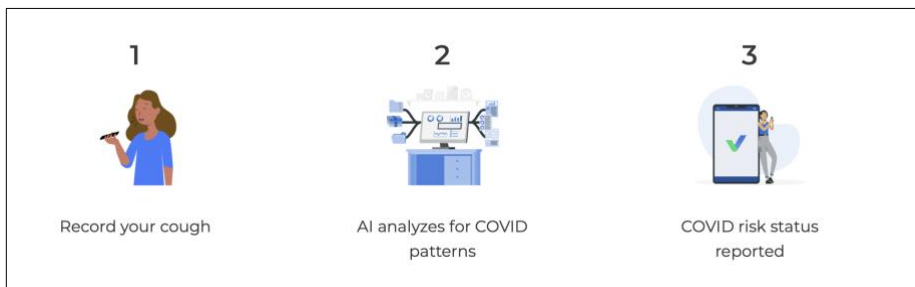 1
2
3
Record your cough
AI analyzes for COVID
patterns
COVID risk status
reported